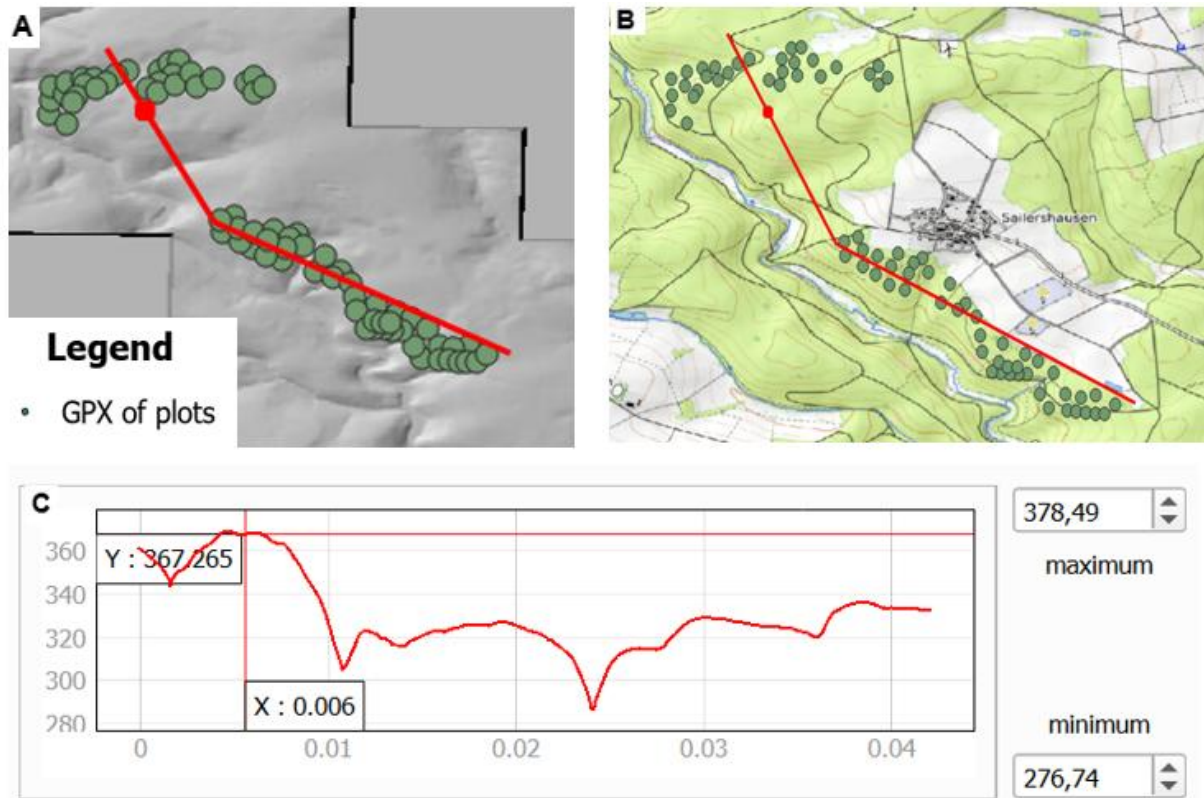 A
Legend
GPX of plots
B
Sailershausen
C
378,49
maximum
minimum
276,74
360
340
320
300
280
Y : 367.265
X : 0.006
0
0.01
0.02
0.03
0.04